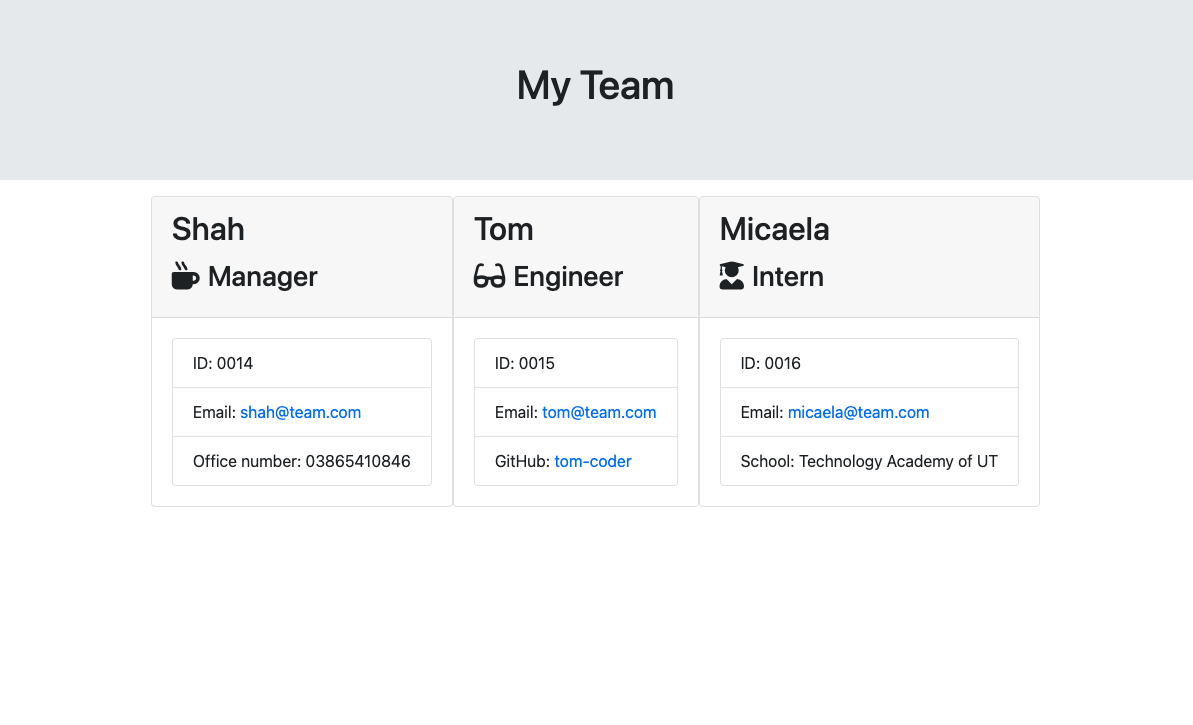 My Team
Shah
Manager
ID: 0014
Email: shah@team.com
Office number: 03865410846
Tom
Engineer
ID: 0015
Email: tom@team.com
GitHub: tom-coder
Micaela
Intern
ID: 0016
Email: micaela@team.com
School: Technology Academy of UT